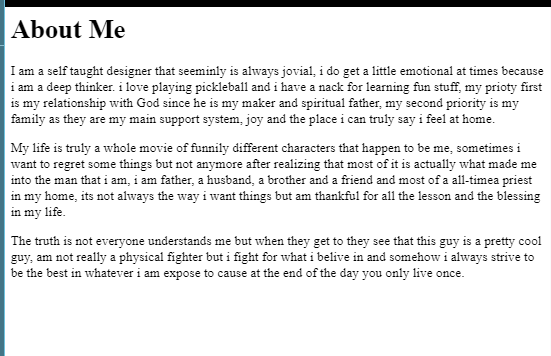 About Me
I am a self taught designer that seeminly is always jovial, i do get a little emotional at times because
i am a deep thinker. i love playing pickleball and i have a nack for learning fun stuff, my prioty first
is my relationship with God since he is my maker and spiritual father, my second priority is my
family as they are my main support system, joy and the place i can truly say i feel at home.
My life is truly a whole movie of funnily different characters that happen to be me, sometimes i
want to regret some things but not anymore after realizing that most of it is actually what made me
into the man that i am, i am father, a husband, a brother and a friend and most of a all-timea priest
in my home, its not always the way i want things but am thankful for all the lesson and the blessing
in my life.
The truth is not everyone understands me but when they get to they see that this guy is a pretty cool
guy, am not really a physical fighter but i fight for what i belive in and somehow i always strive to
be the best in whatever i am expose to cause at the end of the day you only live once.